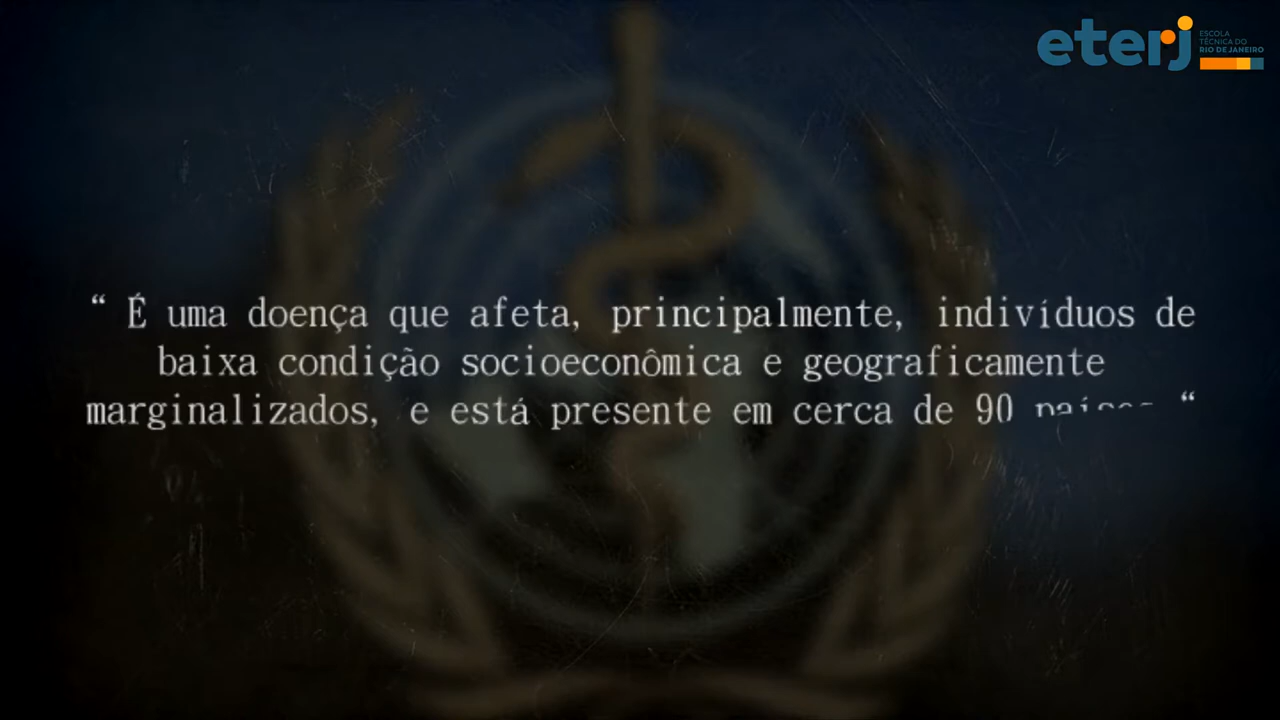 eterj
ESCOLA
TÉCNICA DO
RIO DE JANEIRO
“ É uma doença que afeta, principalmente, indivíduos de
baixa condição socioeconômica e geograficamente
marginalizados, e está presente em cerca de 90 “